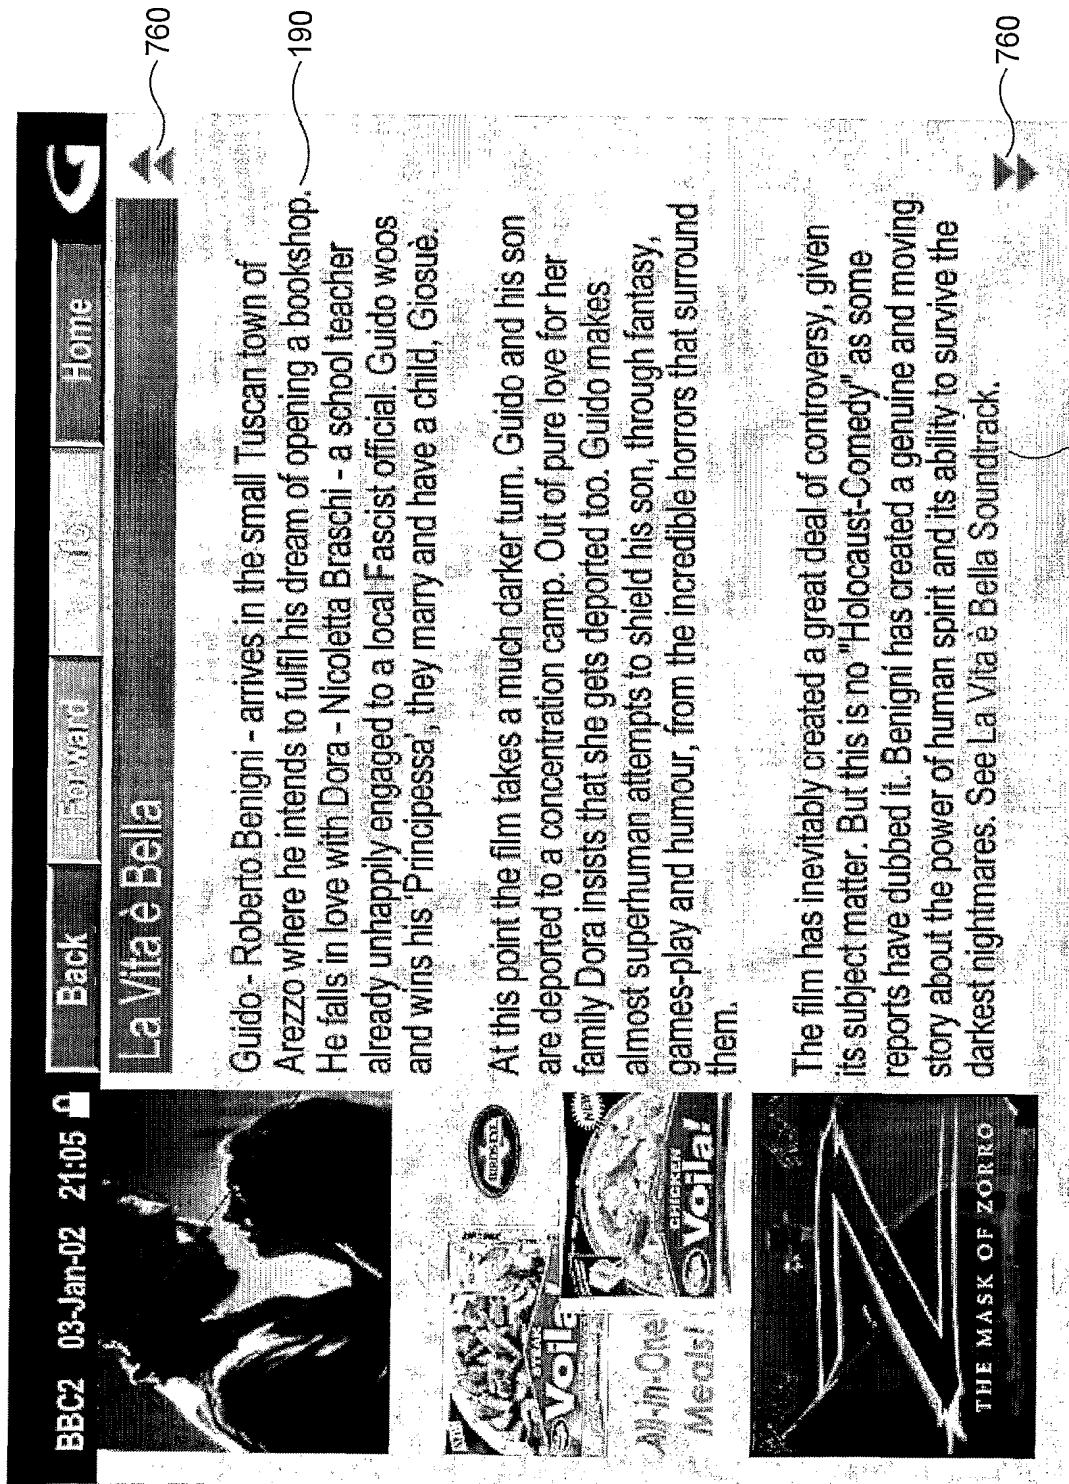 BBC2 03-Jan-02 21:05
Back
Forward
Info
Home
La Vita è Bella
760
Guido - Roberto Benigni - arrives in the small Tuscan town of
Arezzo where he intends to fulfil his dream of opening a bookshop.
He falls in love with Dora - Nicoletta Braschi - a school teacher
already unhappily engaged to a local Fascist official. Guido woos
and wins his 'Principessa', they marry and have a child, Giosuè.
190
At this point the film takes a much darker turn. Guido and his son
are deported to a concentration camp. Out of pure love for her
family Dora insists that she gets deported too. Guido makes
almost superhuman attempts to shield his son, through fantasy,
games-play and humour, from the incredible horrors that surround
them.
The film has inevitably created a great deal of controversy, given
its subject matter. But this is no "Holocaust-Comedy" as some
reports have dubbed it. Benigni has created a genuine and moving
story about the power of human spirit and its ability to survive the
darkest nightmares. See La Vita è Bella Soundtrack.
760
BIRDS EYE
Voila!
NEW
CHICKEN
Voila!
All-in-One
Meals!
THE MASK OF ZORRO